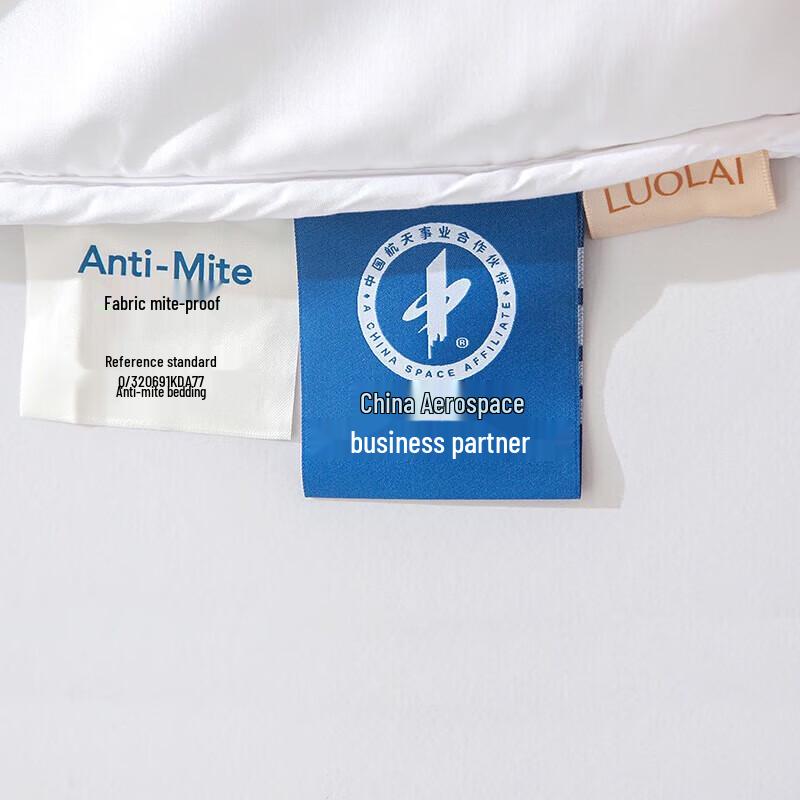 LUOLAI
Anti-Mite
Fabric mite-proof
Reference standard
Q/320691KDA77
Anti-mite bedding
中国航天事业合作伙伴
A CHINA SPACE AFFILIATE
®
China Aerospace
business partner